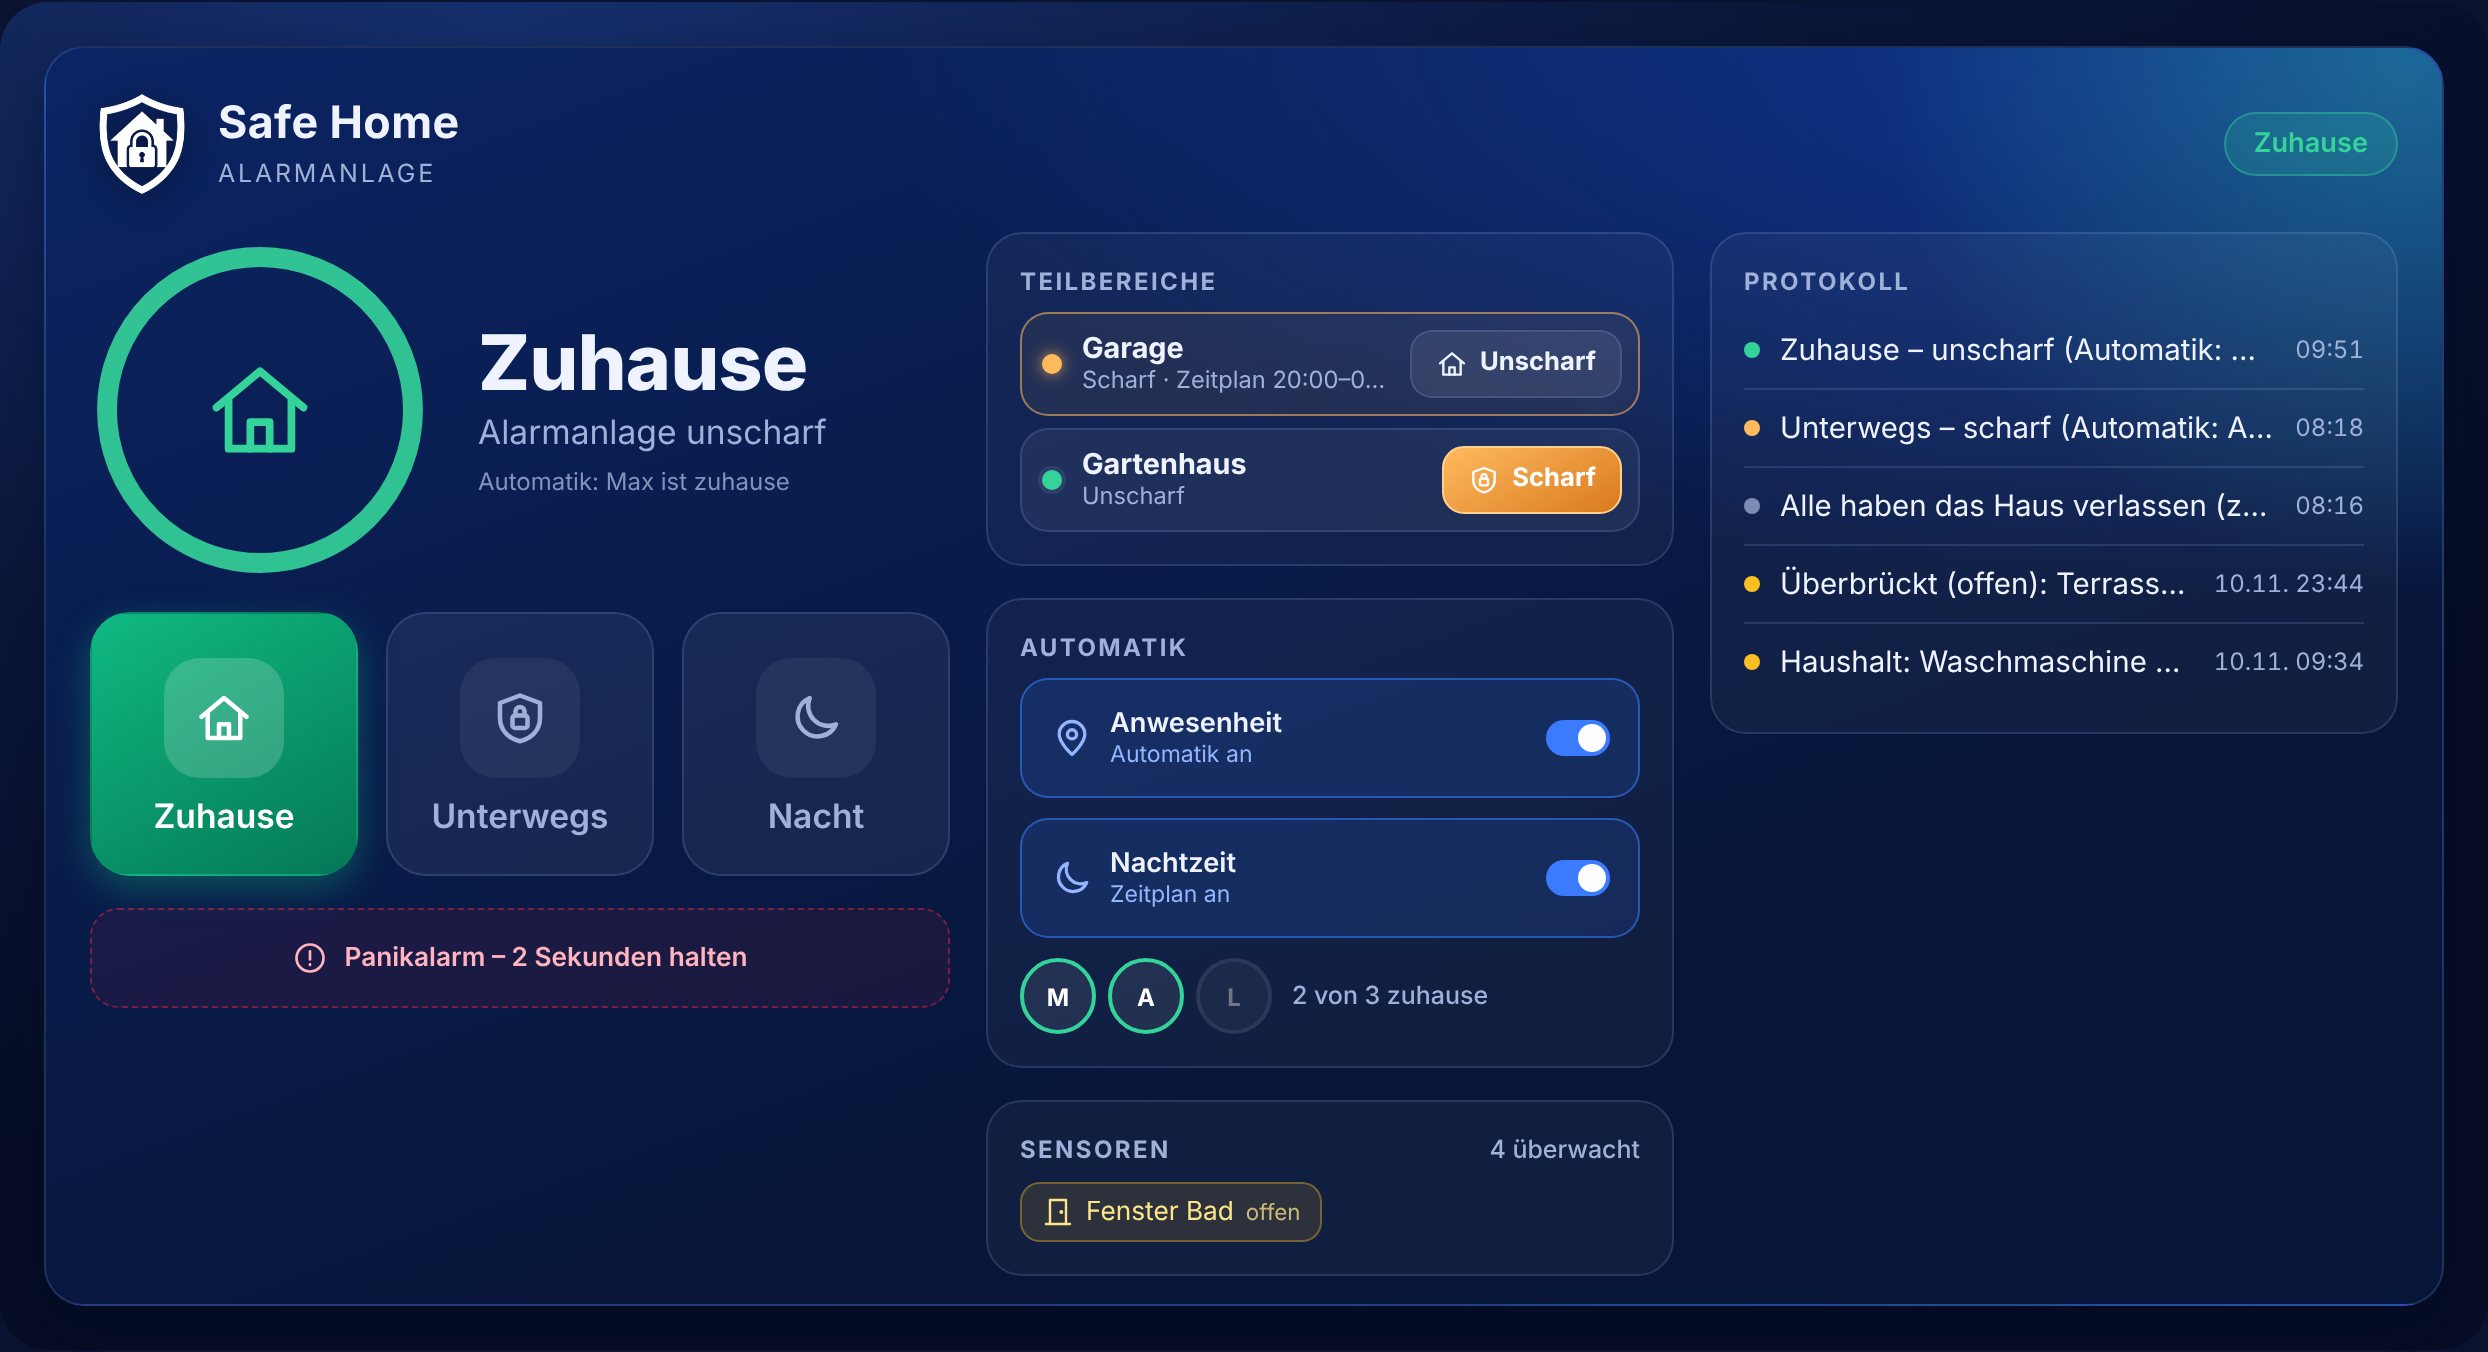 Safe Home
ALARMANLAGE
Zuhause
Zuhause
Alarmanlage unscharf
Automatik: Max ist zuhause
Zuhause
Unterwegs
Nacht
Panikalarm – 2 Sekunden halten
TEILBEREICHE
Garage
Scharf · Zeitplan 20:00–0...
Unscharf
Gartenhaus
Unscharf
Scharf
AUTOMATIK
Anwesenheit
Automatik an
Nachtzeit
Zeitplan an
M A L 2 von 3 zuhause
SENSOREN 4 überwacht
Fenster Bad offen
PROTOKOLL
Zuhause – unscharf (Automatik: ... 09:51
Unterwegs – scharf (Automatik: A... 08:18
Alle haben das Haus verlassen (z... 08:16
Überbrückt (offen): Terrass... 10.11. 23:44
Haushalt: Waschmaschine ... 10.11. 09:34